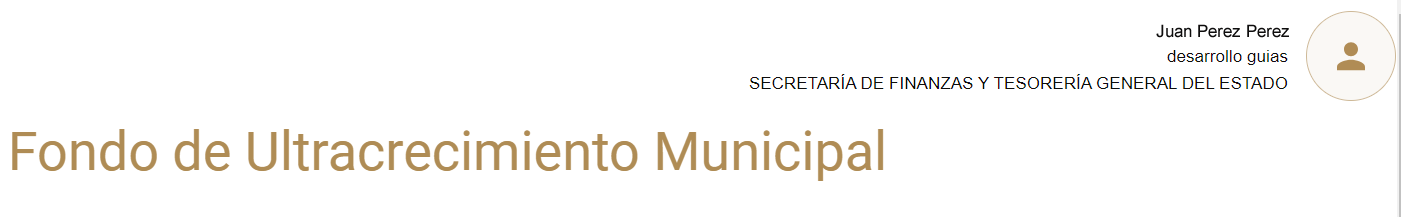 Juan Perez Perez
desarrollo guias
SECRETARÍA DE FINANZAS Y TESORERÍA GENERAL DEL ESTADO
Fondo de Ultracrecimiento Municipal